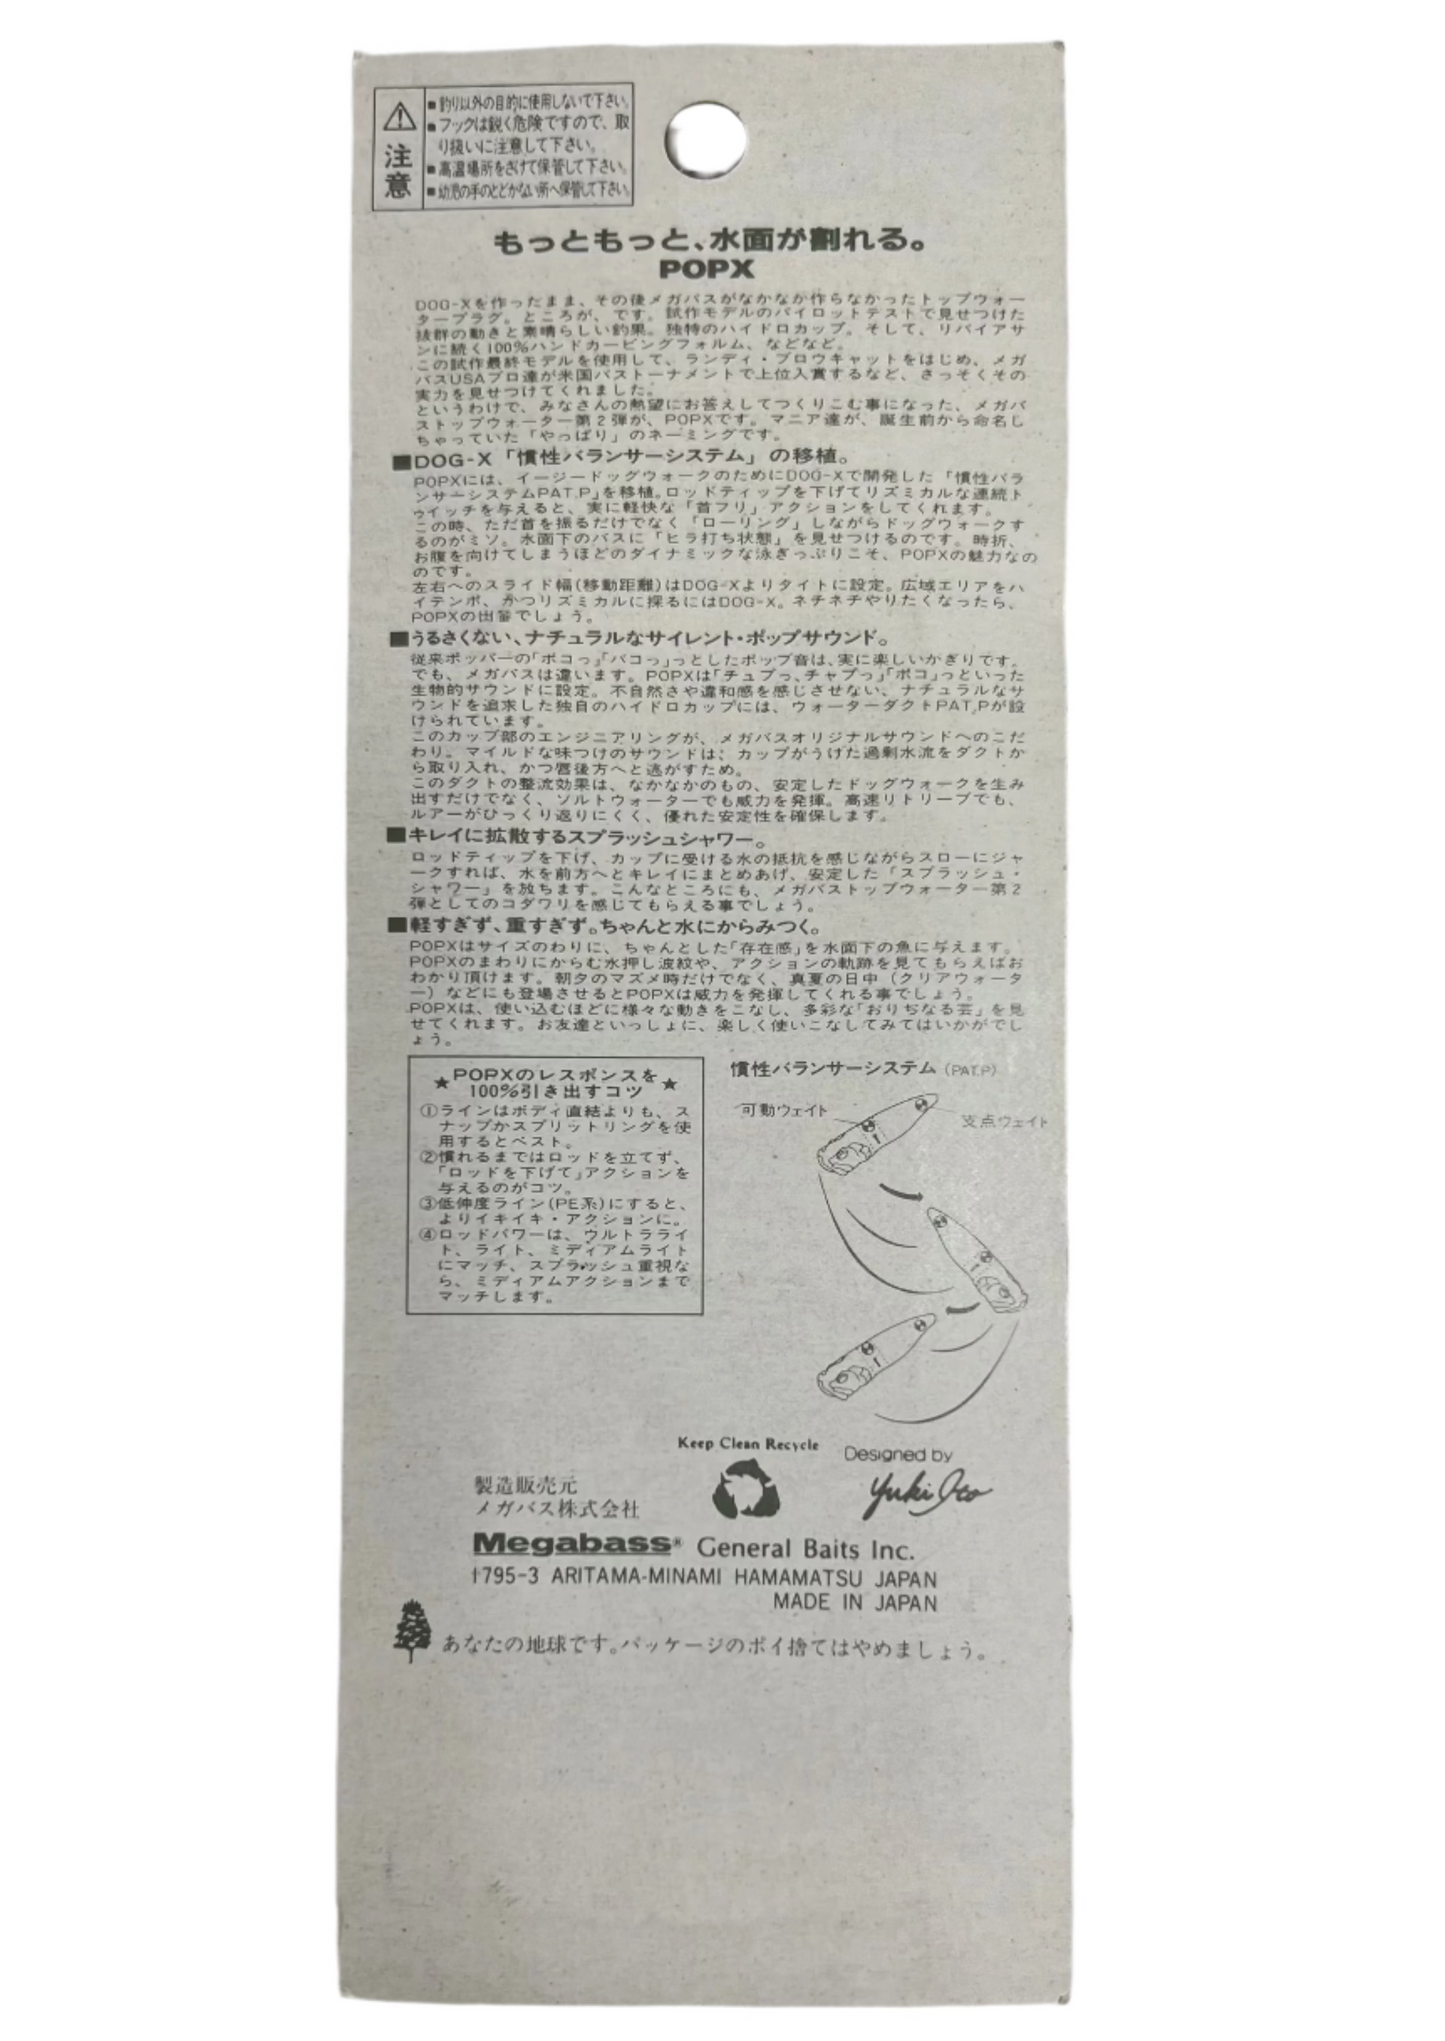 注意
■釣り以外の目的に使用しないで下さい。
■フックは鋭く危険ですので、取
り扱いに注意して下さい。
■高温場所をさけて保管して下さい。
■幼児の手のとどかない所へ保管して下さい。
もっともっと、水面が割れる。
POPX
DOG-Xを作ったまま、その後メガバスがなかなか作らなかったトップウォー
タープラグ。ところが、です。試作モデルのパイロットテストで見せつけた
抜群の動きと素晴らしい釣果。独特のハイドロカップ。そして、リバイアサ
ンに続く100%ハンドカービングフォルム、などなど。
この試作最終モデルを使用して、ランディ・ブロウキャットをはじめ、メガ
バスUSAプロ達が米国バストーナメントで上位入賞するなど、さっそくその
実力を見せつけてくれました。
というわけで、みなさんの熱望にお答えしてつくりこむ事になった、メガバ
ストップウォーター第2弾が、POPXです。マニア達が、誕生前から命名し
ちゃっていた「やっぱり」のネーミングです。
■DOG-X「慣性バランサーシステム」の移植。
POPXには、イージードッグウォークのためにDOG-Xで開発した「慣性バラ
ンサーシステムPAT.P」を移植。ロッドティップを下げてリズミカルな連続ト
ゥイッチを与えると、実に軽快な「首フリ」アクションをしてくれます。
この時、ただ首を振るだけでなく「ローリング」しながらドッグウォークす
るのがミソ。水面下のバスに「ヒラ打ち状態」を見せつけるのです。時折、
お腹を向けてしまうほどのダイナミックな泳ぎっぷりこそ、POPXの魅力なの
のです。
左右へのスライド幅(移動距離)はDOG-Xよりタイトに設定。広域エリアをハ
イテンポ、かつリズミカルに探るにはDOG-X。ネチネチやりたくなったら、
POPXの出番でしょう。
■うるさくない、ナチュラルなサイレント・ポップサウンド。
従来ポッパーの「ボコっ」「バコっ」っとしたポップ音は、実に楽しいかぎりです。
でも、メガバスは違います。POPXは「チュプっ、チャプっ」「ポコ」っといった
生物的サウンドに設定。不自然さや違和感を感じさせない、ナチュラルなサ
ウンドを追求した独自のハイドロカップには、ウォーターダクトPAT,Pが設
けられています。
このカップ部のエンジニアリングが、メガバスオリジナルサウンドへのこだ
わり。マイルドな味つけのサウンドは、カップがうけた過剰水流をダクトか
ら取り入れ、かつ唇後方へと逃がすため。
このダクトの整流効果は、なかなかのもの、安定したドッグウォークを生み
出すだけでなく、ソルトウォーターでも威力を発揮。高速リトリーブでも、
ルアーがひっくり返りにくく、優れた安定性を確保します。
■キレイに拡散するスプラッシュシャワー。
ロッドティップを下げ、カップに受ける水の抵抗を感じながらスローにジャ
ークすれば、水を前方へとキレイにまとめあげ、安定した「スプラッシュ・
シャワー」を放ちます。こんなところにも、メガバストップウォーター第2
弾としてのコダワリを感じてもらえる事でしょう。
■軽すぎず、重すぎず。ちゃんと水にからみつく。
POPXはサイズのわりに、ちゃんとした「存在感」を水面下の魚に与えます。
POPXのまわりにからむ水押し波紋や、アクションの軌跡を見てもらえばお
わかり頂けます。朝夕のマズメ時だけでなく、真夏の日中(クリアウォータ
ー)などにも登場させるとPOPXは威力を発揮してくれる事でしょう。
POPXは、使い込むほどに様々な動きをこなし、多彩な「おりぢなる芸」を見
せてくれます。お友達といっしょに、楽しく使いこなしてみてはいかがでし
ょう。
★POPXのレスポンスを★
100%引き出すコツ
①ラインはボディ直結よりも、ス
ナップかスプリットリングを使
用するとベスト。
②慣れるまではロッドを立てず、
「ロッドを下げて」アクションを
与えるのがコツ。
③低伸度ライン(PE系)にすると、
よりイキイキ・アクションに。
④ロッドパワーは、ウルトラライ
ト、ライト、ミディアムライト
にマッチ、スプラッシュ重視な
ら、ミディアムアクションまで
マッチします。
慣性バランサーシステム(PAT.P)
可動ウェイト
支点ウェイト
Keep Clean Recycle
Designed by
Yuki Ito
製造販売元
メガバス株式会社
Megabass® General Baits Inc.
1795-3 ARITAMA-MINAMI HAMAMATSU JAPAN
MADE IN JAPAN
あなたの地球です。パッケージのポイ捨てはやめましょう。